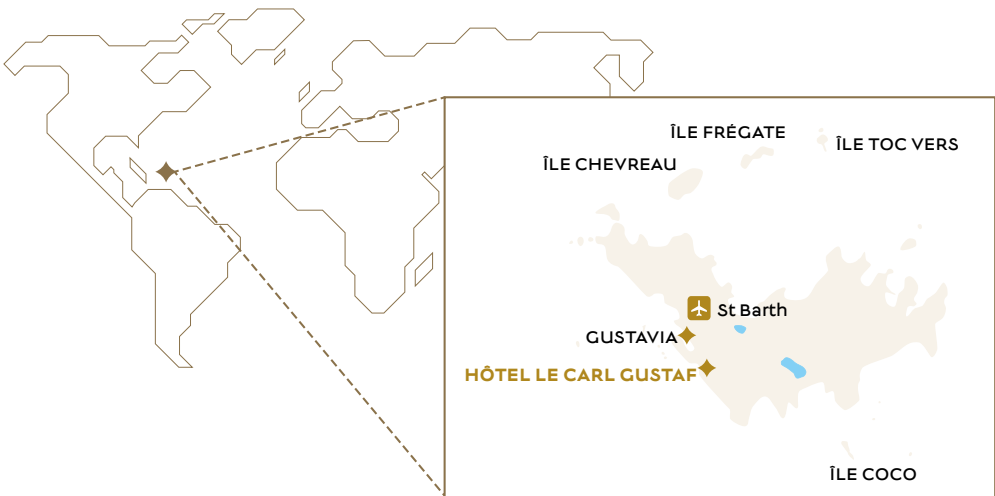 ÎLE FRÉGATE
ÎLE TOC VERS
ÎLE CHEVREAU
St Barth
GUSTAVIA
HÔTEL LE CARL GUSTAF
ÎLE COCO